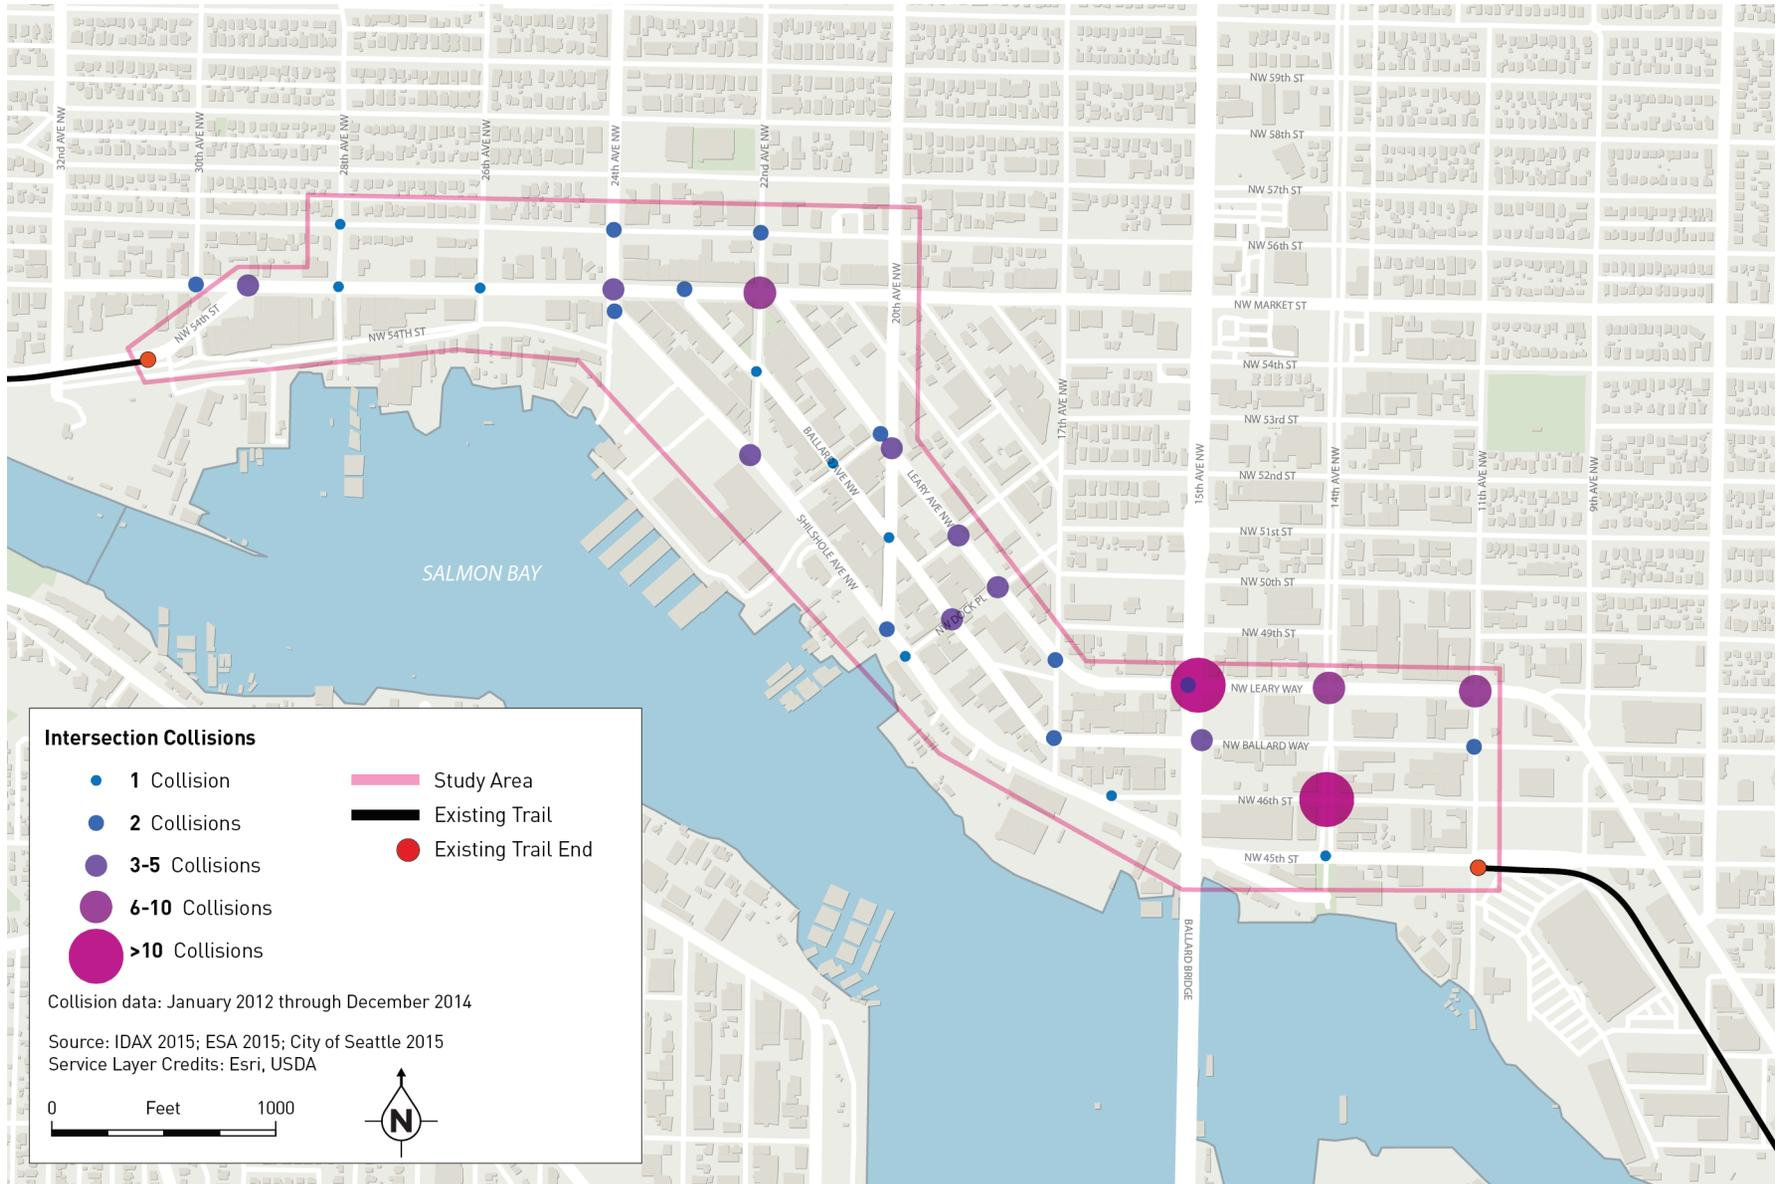 NW 59th ST
NW 58th ST
32nd AVE NW
30th AVE NW
28th AVE NW
26th AVE NW
24th AVE NW
22nd AVE NW
NW 57th ST
NW 56th ST
20th AVE NW
NW MARKET ST
NW 54th ST
NW 54TH ST
NW 54th ST
17th AVE NW
NW 53rd ST
BALLARD AVE NW
LEARY AVE NW
15th AVE NW
NW 52nd ST
14th AVE NW
11th AVE NW
9th AVE NW
SHILSHOLE AVE NW
NW 51st ST
SALMON BAY
NW 50th ST
NW DOCK PL
NW 49th ST
NW LEARY WAY
NW BALLARD WAY
NW 46th ST
NW 45th ST
BALLARD BRIDGE
Intersection Collisions
1 Collision
2 Collisions
3-5 Collisions
6-10 Collisions
>10 Collisions
Study Area
Existing Trail
Existing Trail End
Collision data: January 2012 through December 2014
Source: IDAX 2015; ESA 2015; City of Seattle 2015
Service Layer Credits: Esri, USDA
0 Feet 1000
N